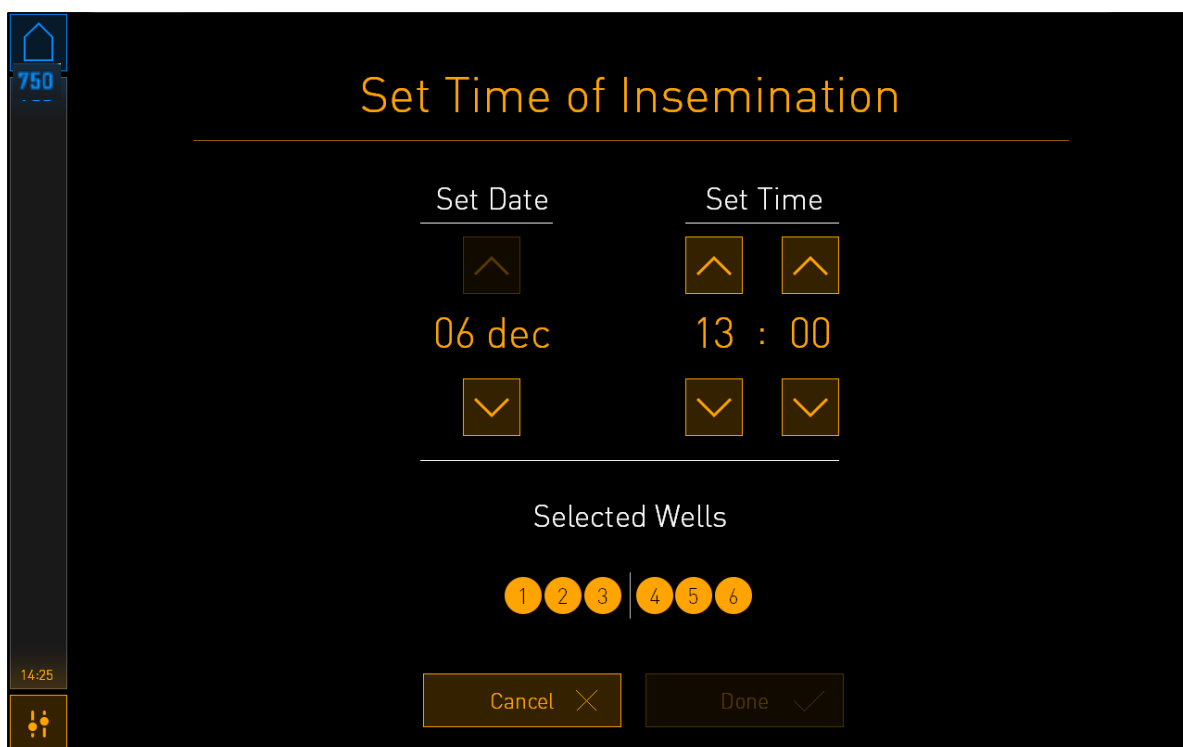 750
Set Time of Insemination
Set Date Set Time
06 dec 13 : 00
Selected Wells
1 2 3 4 5 6
14:25
Cancel Done